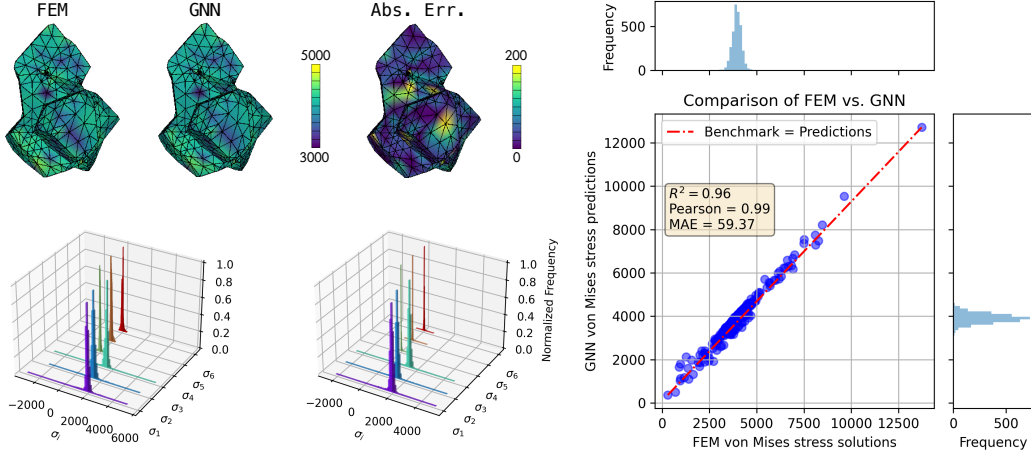 FEM
GNN
Abs. Err.
5000
3000
200
0
1.0
0.8
0.6
0.4
0.2
0.0
−2000
0
2000
4000
6000
σᵢ
σ₁
σ₂
σ₃
σ₄
σ₅
σ₆
1.0
0.8
0.6
0.4
0.2
0.0
Normalized Frequency
−2000
0
2000
4000
σᵢ
σ₁
σ₂
σ₃
σ₄
σ₅
σ₆
Frequency
500
0
Comparison of FEM vs. GNN
Benchmark = Predictions
R² = 0.96
Pearson = 0.99
MAE = 59.37
GNN von Mises stress predictions
12000
10000
8000
6000
4000
2000
0
0
2500
5000
7500
10000
12500
FEM von Mises stress solutions
0
500
Frequency